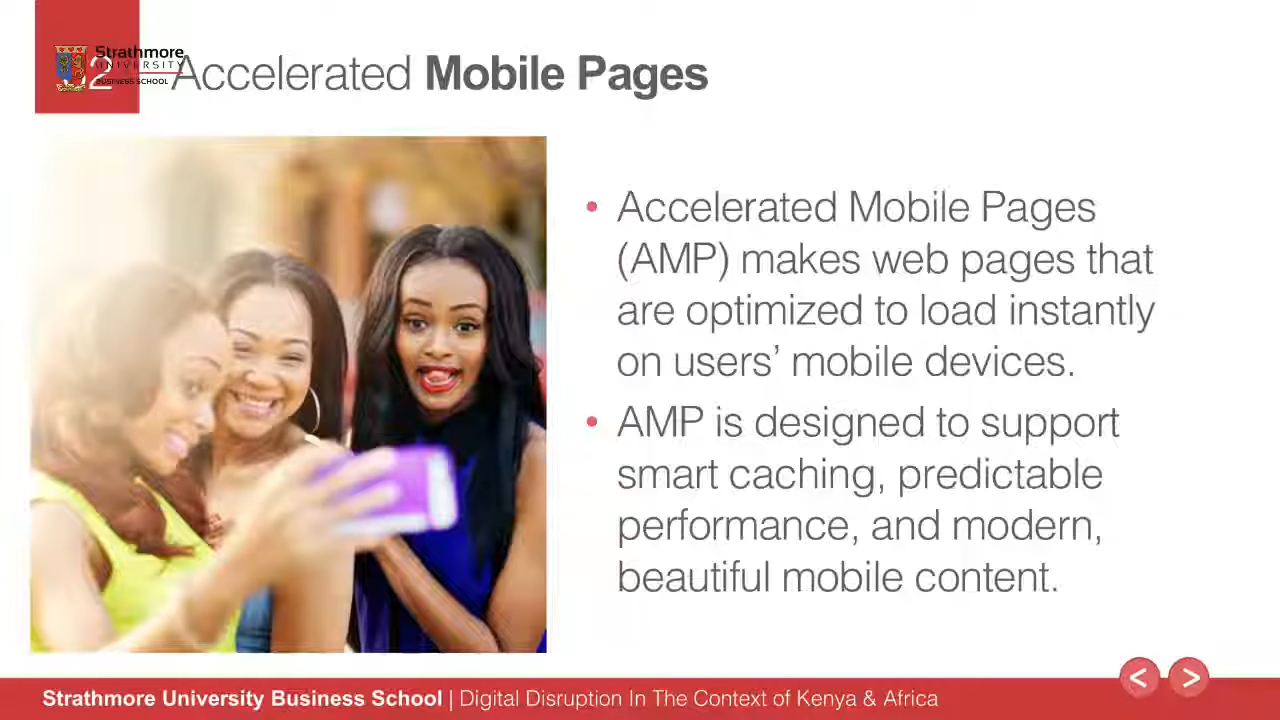 Strathmore
UNIVERSITY
BUSINESS SCHOOL
2
Accelerated Mobile Pages
• Accelerated Mobile Pages
(AMP) makes web pages that
are optimized to load instantly
on users’ mobile devices.
• AMP is designed to support
smart caching, predictable
performance, and modern,
beautiful mobile content.
< >
Strathmore University Business School | Digital Disruption In The Context of Kenya & Africa